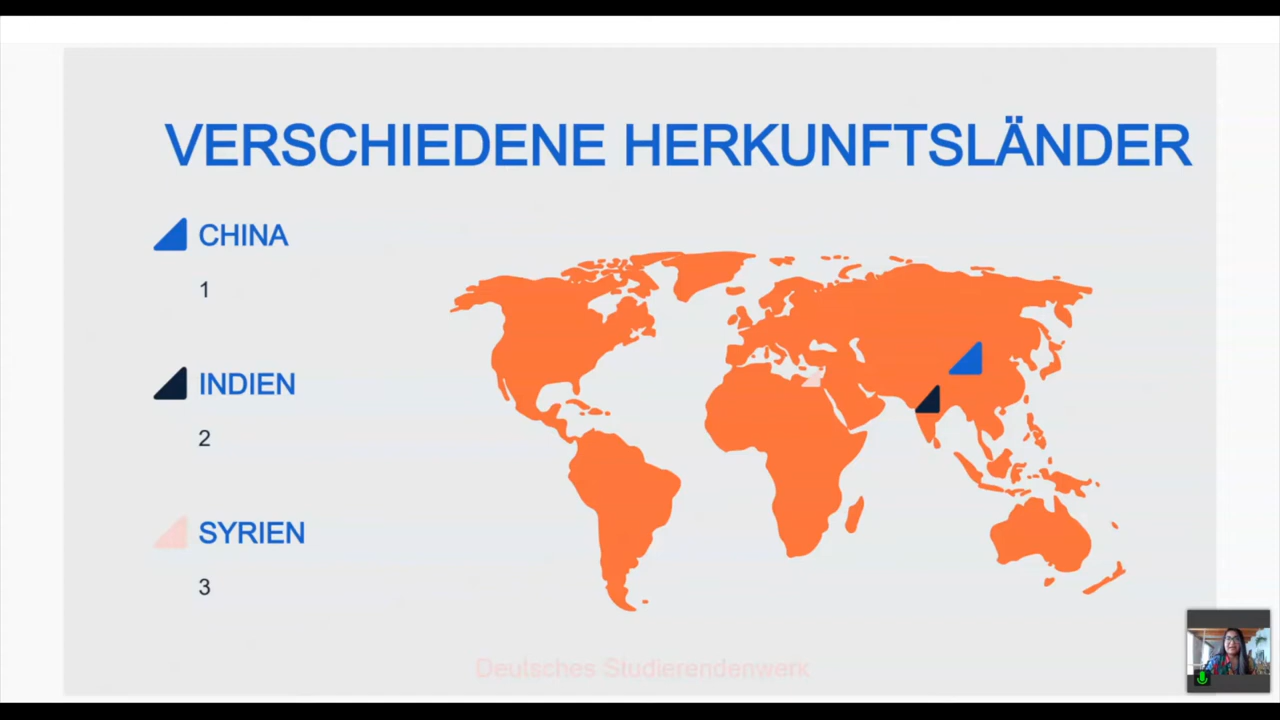 VERSCHIEDENE HERKUNFTSLÄNDER
CHINA
1
INDIEN
2
SYRIEN
3
Deutsches Studierendenwerk